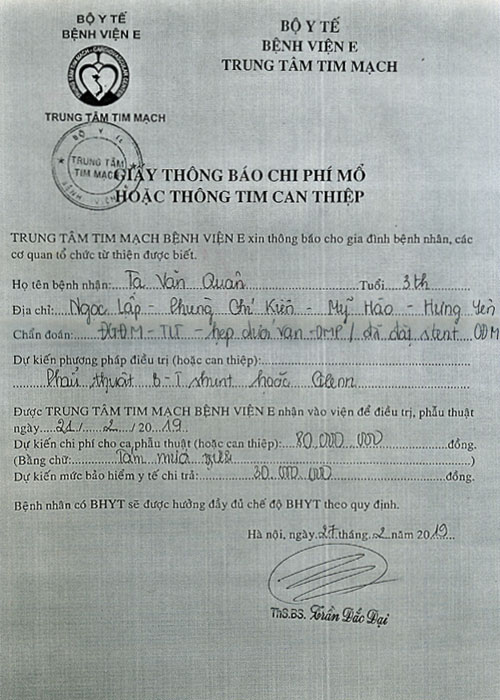 BỘ Y TẾ
BỆNH VIỆN E
TRUNG TÂM TIM MẠCH
BỘ Y TẾ
BỆNH VIỆN E
TRUNG TÂM TIM MẠCH
BỘ Y TẾ
TRUNG TÂM
TIM MẠCH
BỆNH VIỆN E
GIẤY THÔNG BÁO CHI PHÍ MỔ
HOẶC THÔNG TIM CAN THIỆP
TRUNG TÂM TIM MẠCH BỆNH VIỆN E xin thông báo cho gia đình bệnh nhân, các
cơ quan tổ chức từ thiện được biết.
Họ tên bệnh nhân: Tạ Văn Quân Tuổi 3th
Địa chỉ: Ngọc Lập - Phùng Chí Kiên - Mỹ Hào - Hưng Yên
Chẩn đoán: - TLT - hẹp dưới van - ĐMP / đã đặt stent ODM
Dự kiến phương pháp điều trị (hoặc can thiệp):
Phẫu thuật B-T shunt hoặc Glenn
Được TRUNG TÂM TIM MẠCH BỆNH VIỆN E nhận vào viện để điều trị, phẫu thuật
ngày 21 / 2 / 2019
Dự kiến chi phí cho ca phẫu thuật (hoặc can thiệp): 80.000.000 đồng.
(Bằng chữ: Tám mươi triệu )
Dự kiến mức bảo hiểm y tế chi trả: 30.000.000 đồng.
Bệnh nhân có BHYT sẽ được hưởng đầy đủ chế độ BHYT theo quy định.
Hà nội, ngày 27 tháng 2 năm 2019
ThS.BS. Trần Đắc Đại